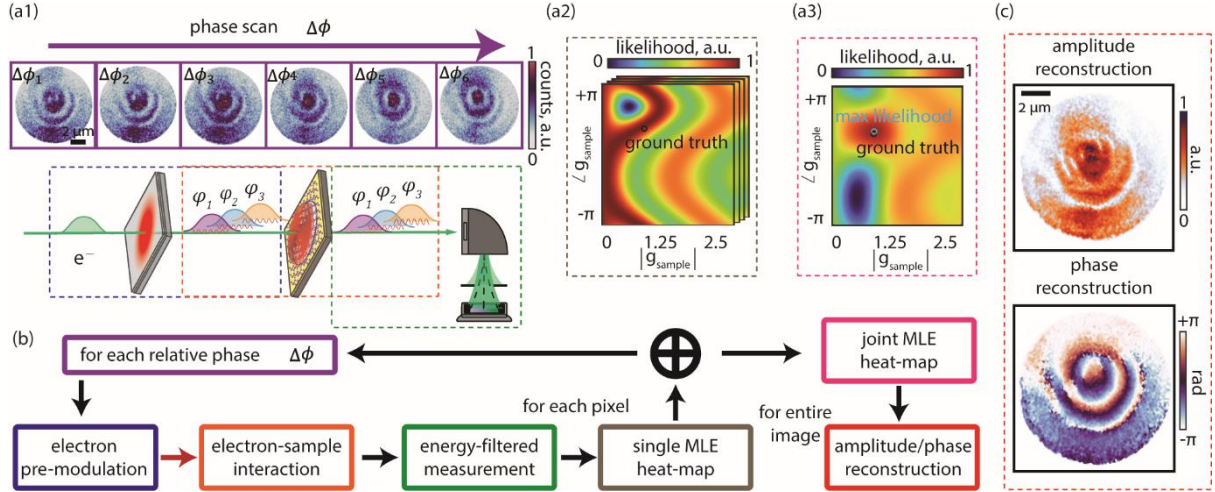 (a1)
phase scan Δϕ
Δϕ₁
Δϕ₂
Δϕ₃
Δϕ4
Δϕ₅
Δϕ₆
2 μm
1
counts, a.u.
0
e⁻
φ₁ φ₂ φ₃
φ₁ φ₂ φ₃
(a2)
likelihood, a.u.
0 1
+π
∠ g_sample
-π
ground truth
0 1.25 2.5
|g_sample|
(a3)
likelihood, a.u.
0 1
+π
∠ g_sample
-π
max likelihood
ground truth
0 1.25 2.5
|g_sample|
(b)
for each relative phase Δϕ
electron
pre-modulation
electron-sample
interaction
energy-filtered
measurement
for each pixel
single MLE
heat-map
joint MLE
heat-map
for entire
image
amplitude/phase
reconstruction
(c)
amplitude
reconstruction
2 μm
1
a.u.
0
phase
reconstruction
+π
rad
-π